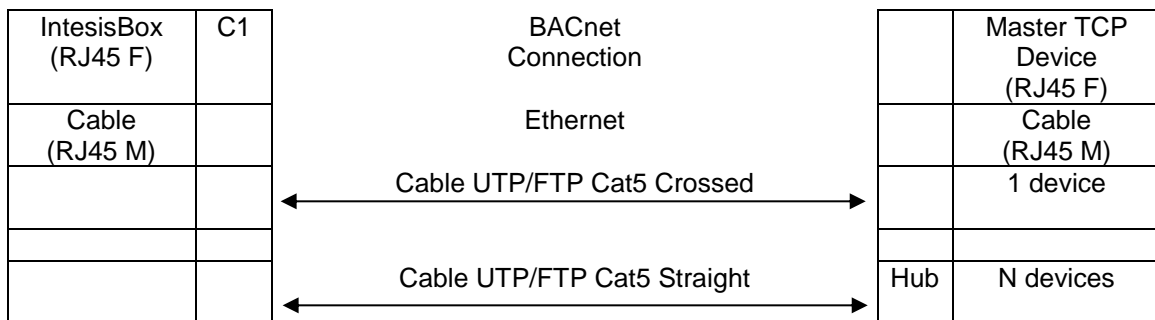 IntesisBox C1 BACnet Master TCP
(RJ45 F) Connection Device
(RJ45 F)
Cable Ethernet Cable
(RJ45 M) (RJ45 M)
Cable UTP/FTP Cat5 Crossed 1 device
Cable UTP/FTP Cat5 Straight Hub N devices